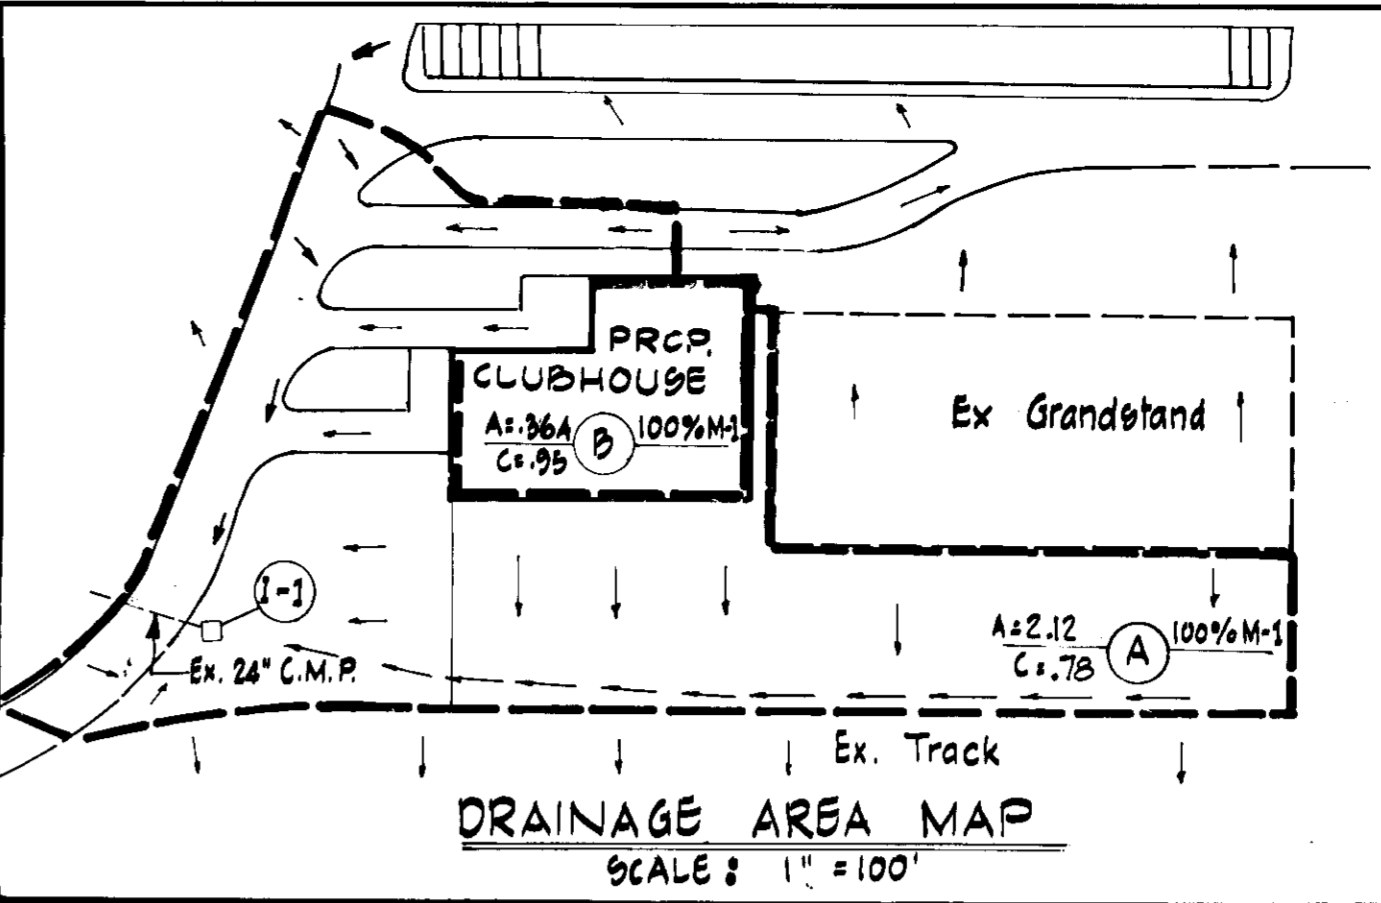 PROP.
CLUBHOUSE
A=.36A
C=.95
B
100% M-1
Ex Grandstand
I-1
A=2.12
C=.78
A
100% M-1
Ex. 24" C.M.P.
Ex. Track
DRAINAGE AREA MAP
SCALE: 1" = 100'